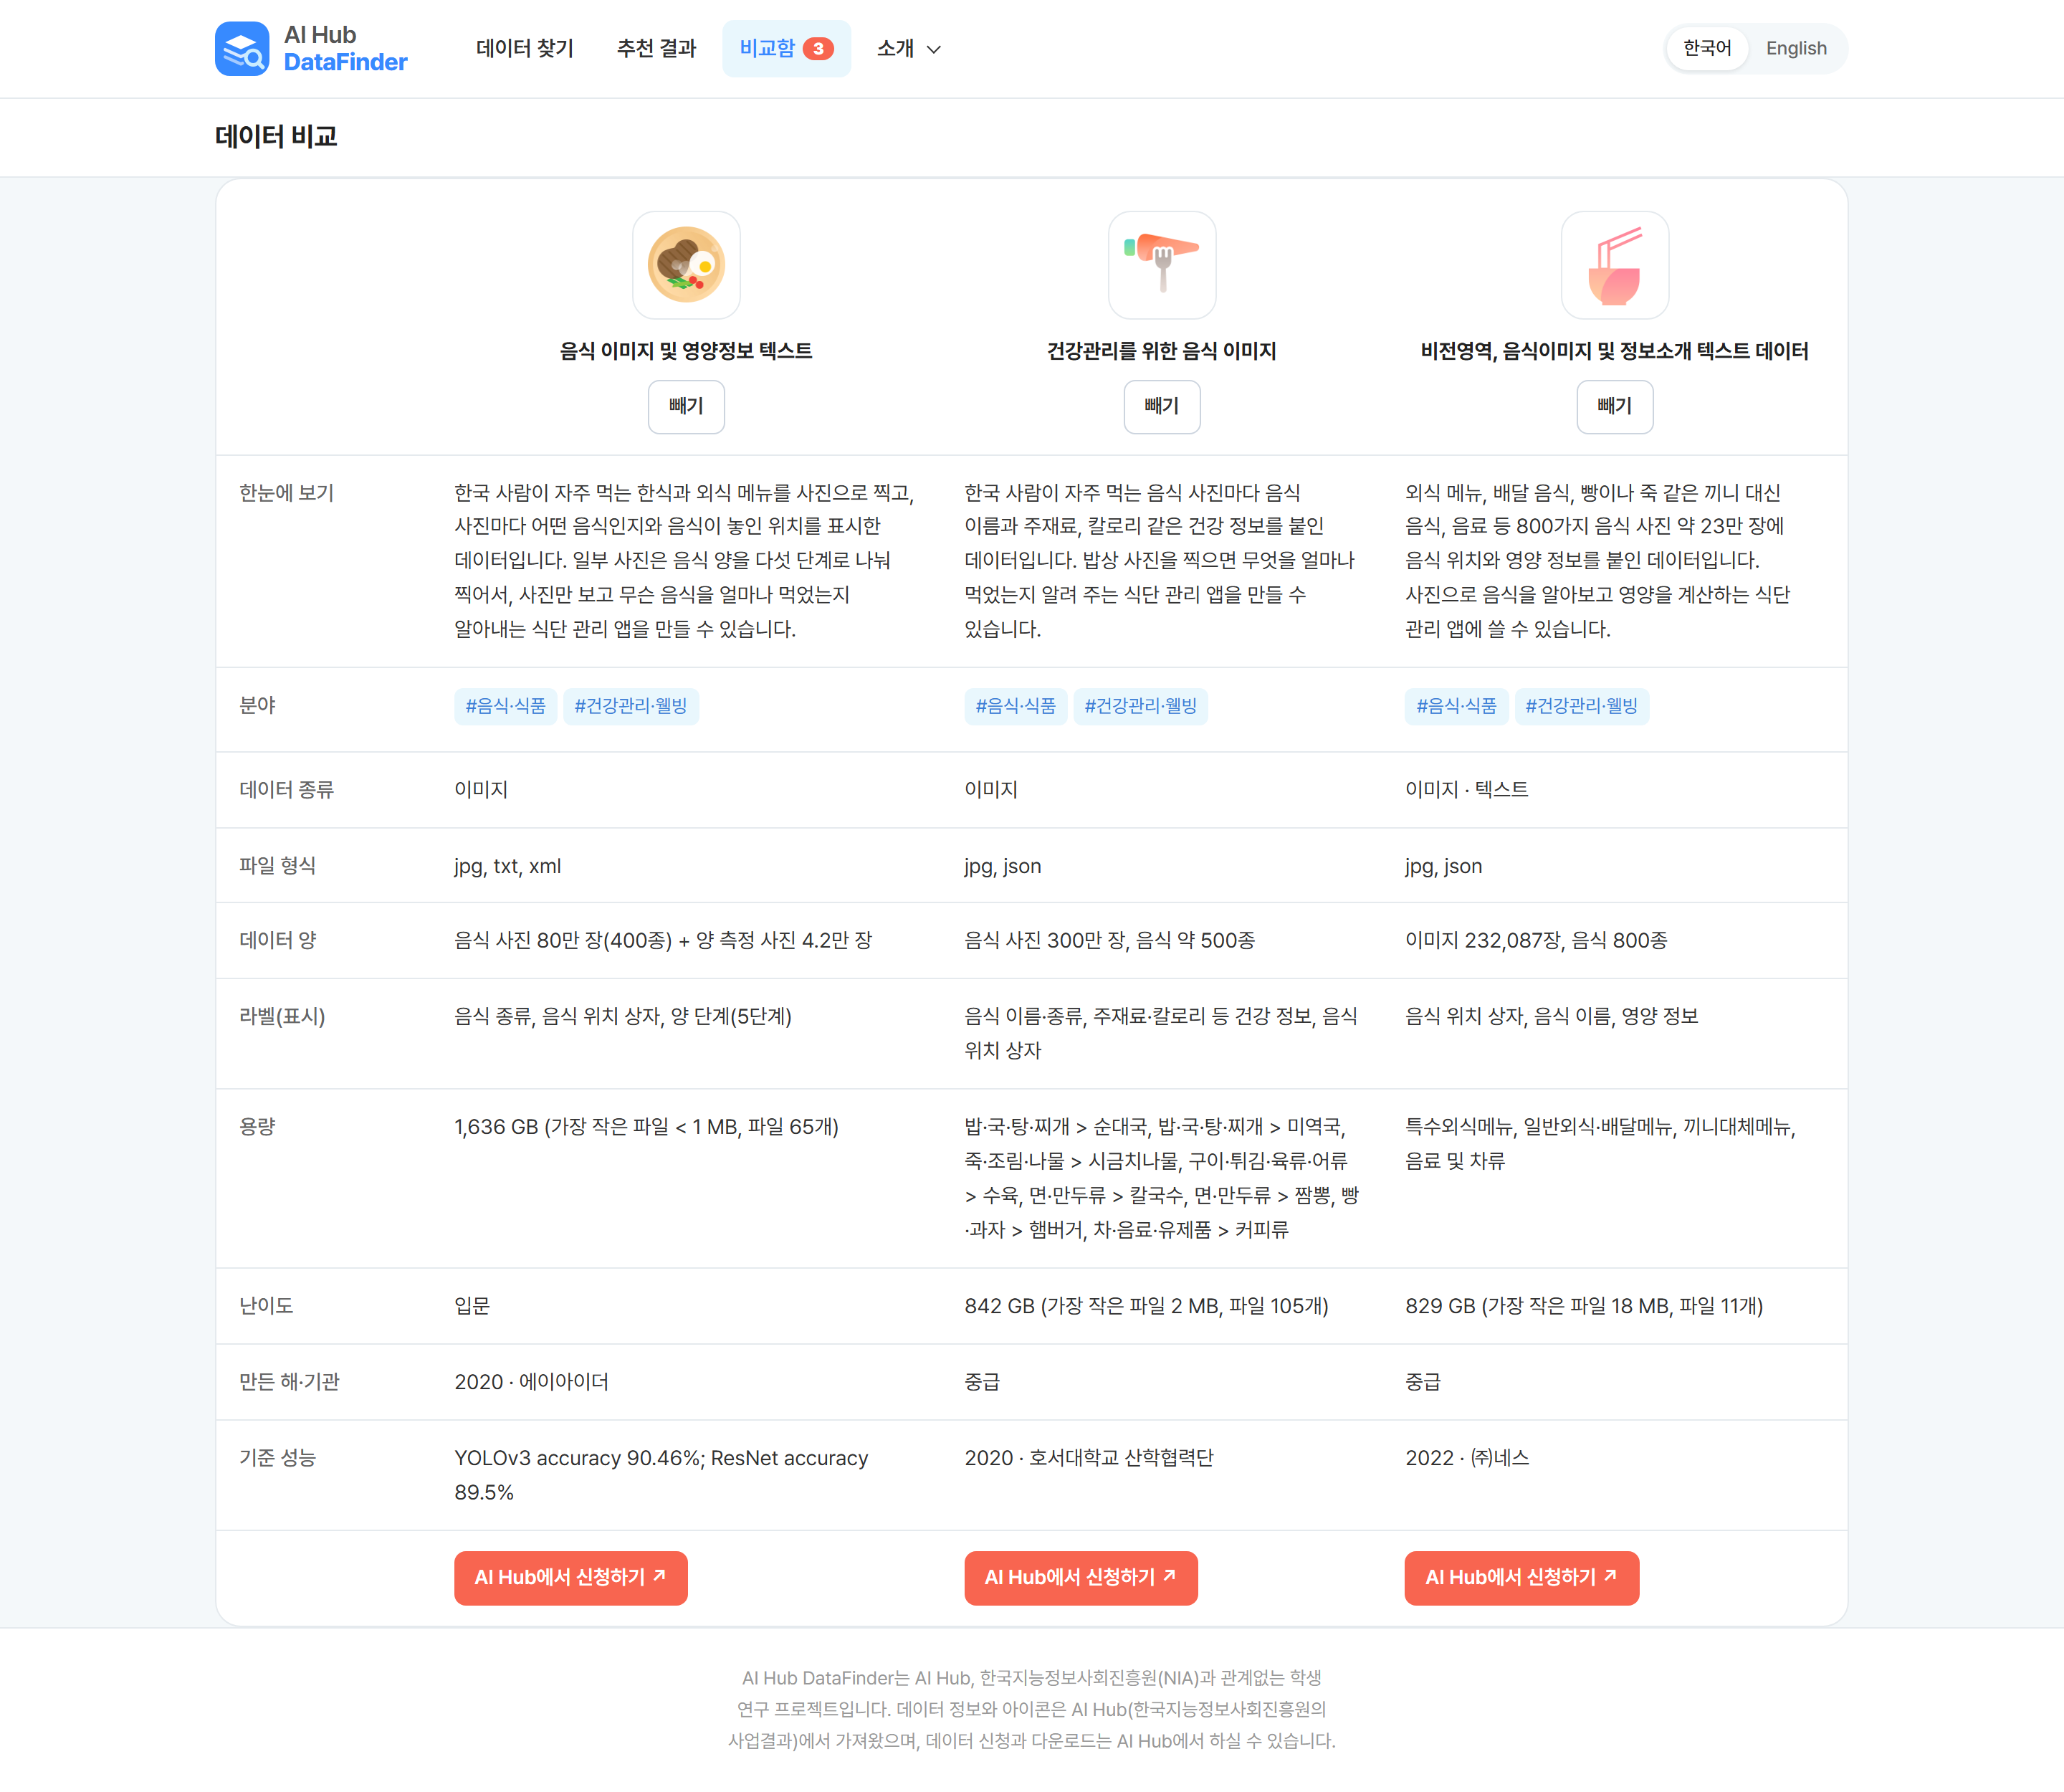 AI Hub
DataFinder
데이터 찾기
추천 결과
비교함 3
소개
한국어
English
데이터 비교
음식 이미지 및 영양정보 텍스트
건강관리를 위한 음식 이미지
비전영역, 음식이미지 및 정보소개 텍스트 데이터
빼기
빼기
빼기
한눈에 보기
한국 사람이 자주 먹는 한식과 외식 메뉴를 사진으로 찍고,
사진마다 어떤 음식인지와 음식이 놓인 위치를 표시한
데이터입니다. 일부 사진은 음식 양을 다섯 단계로 나눠
찍어서, 사진만 보고 무슨 음식을 얼마나 먹었는지
알아내는 식단 관리 앱을 만들 수 있습니다.
한국 사람이 자주 먹는 음식 사진마다 음식
이름과 주재료, 칼로리 같은 건강 정보를 붙인
데이터입니다. 밥상 사진을 찍으면 무엇을 얼마나
먹었는지 알려 주는 식단 관리 앱을 만들 수
있습니다.
외식 메뉴, 배달 음식, 빵이나 죽 같은 끼니 대신
음식, 음료 등 800가지 음식 사진 약 23만 장에
음식 위치와 영양 정보를 붙인 데이터입니다.
사진으로 음식을 알아보고 영양을 계산하는 식단
관리 앱에 쓸 수 있습니다.
분야
#음식·식품 #건강관리·웰빙
#음식·식품 #건강관리·웰빙
#음식·식품 #건강관리·웰빙
데이터 종류
이미지
이미지
이미지 · 텍스트
파일 형식
jpg, txt, xml
jpg, json
jpg, json
데이터 양
음식 사진 80만 장(400종) + 양 측정 사진 4.2만 장
음식 사진 300만 장, 음식 약 500종
이미지 232,087장, 음식 800종
라벨(표시)
음식 종류, 음식 위치 상자, 양 단계(5단계)
음식 이름·종류, 주재료·칼로리 등 건강 정보, 음식
위치 상자
음식 위치 상자, 음식 이름, 영양 정보
용량
1,636 GB (가장 작은 파일 < 1 MB, 파일 65개)
밥·국·탕·찌개 > 순대국, 밥·국·탕·찌개 > 미역국,
죽·조림·나물 > 시금치나물, 구이·튀김·육류·어류
> 수육, 면·만두류 > 칼국수, 면·만두류 > 짬뽕, 빵
·과자 > 햄버거, 차·음료·유제품 > 커피류
특수외식메뉴, 일반외식·배달메뉴, 끼니대체메뉴,
음료 및 차류
난이도
입문
842 GB (가장 작은 파일 2 MB, 파일 105개)
829 GB (가장 작은 파일 18 MB, 파일 11개)
만든 해·기관
2020 · 에이아이더
중급
중급
기준 성능
YOLOv3 accuracy 90.46%; ResNet accuracy
89.5%
2020 · 호서대학교 산학협력단
2022 · ㈜네스
AI Hub에서 신청하기 ↗
AI Hub에서 신청하기 ↗
AI Hub에서 신청하기 ↗
AI Hub DataFinder는 AI Hub, 한국지능정보사회진흥원(NIA)과 관계없는 학생
연구 프로젝트입니다. 데이터 정보와 아이콘은 AI Hub(한국지능정보사회진흥원의
사업결과)에서 가져왔으며, 데이터 신청과 다운로드는 AI Hub에서 하실 수 있습니다.